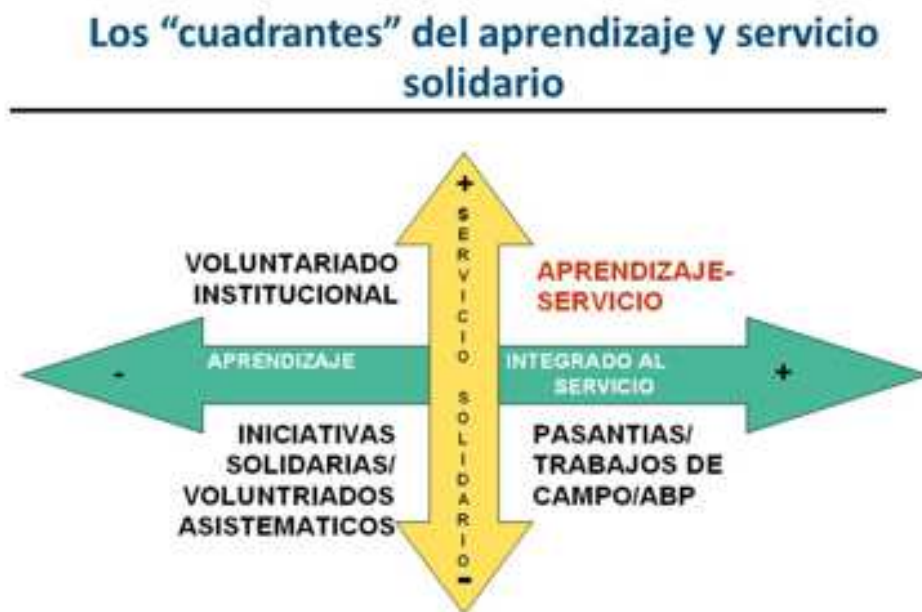 Los “cuadrantes” del aprendizaje y servicio
solidario
+
SERVICIO SOLIDARIO
-
VOLUNTARIADO
INSTITUCIONAL
APRENDIZAJE-
SERVICIO
-
APRENDIZAJE
INTEGRADO AL
SERVICIO
+
INICIATIVAS
SOLIDARIAS/
VOLUNTRIADOS
ASISTEMATICOS
PASANTIAS/
TRABAJOS DE
CAMPO/ABP